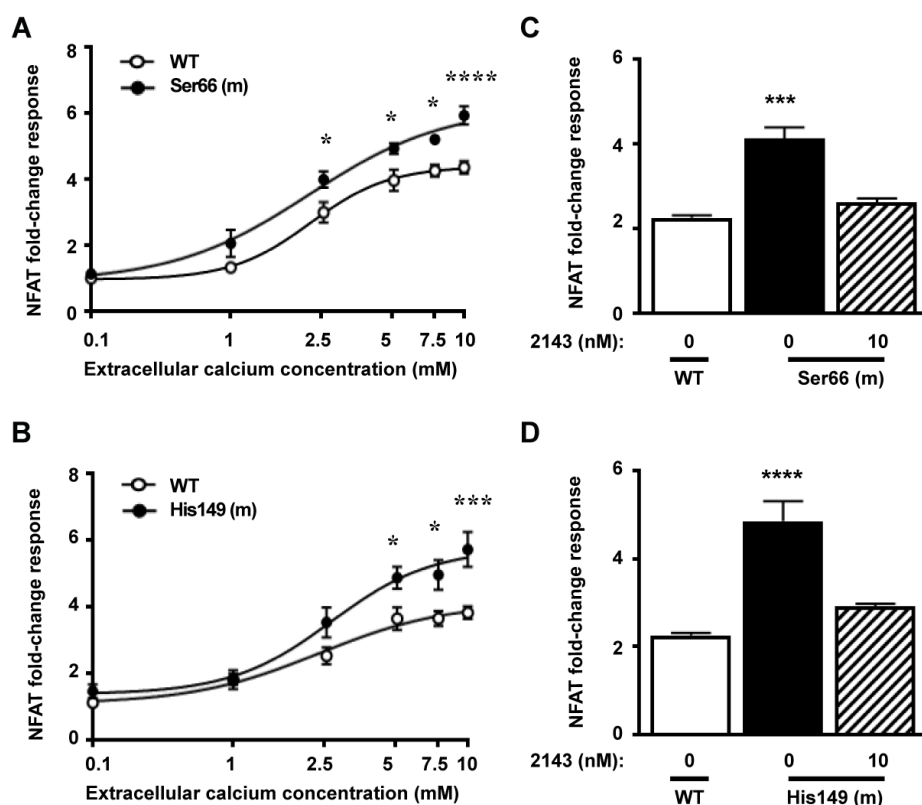 A
WT
Ser66 (m)
NFAT fold-change response
8
6
4
2
0
* * * ****
0.1 1 2.5 5 7.5 10
Extracellular calcium concentration (mM)
C
NFAT fold-change response
6
4
2
0
***
2143 (nM): 0 0 10
WT Ser66 (m)
B
WT
His149 (m)
NFAT fold-change response
8
6
4
2
0
* * ***
0.1 1 2.5 5 7.5 10
Extracellular calcium concentration (mM)
D
NFAT fold-change response
6
4
2
0
****
2143 (nM): 0 0 10
WT His149 (m)